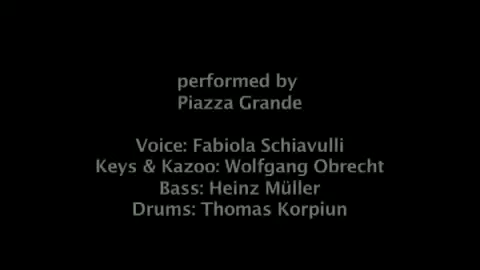 performed by
Piazza Grande
Voice: Fabiola Schiavulli
Keys & Kazoo: Wolfgang Obrecht
Bass: Heinz Müller
Drums: Thomas Korpiun